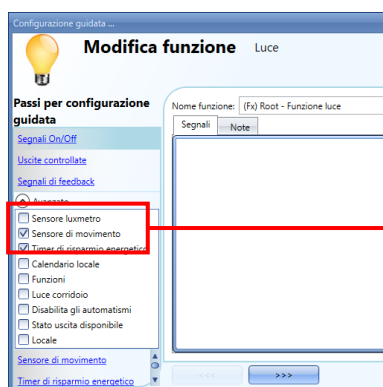 Configurazione guidata ...
Modifica funzione Luce
Passi per configurazione guidata
Nome funzione: (Fx) Root - Funzione luce
Segnali Note
Segnali On/Off
Uscite controllate
Segnali di feedback
Avanzate
Sensore luxmetro
Sensore di movimento
Timer di risparmio energetico
Calendario locale
Funzioni
Luce corridoio
Disabilita gli automatismi
Stato uscita disponibile
Locale
Sensore di movimento
Timer di risparmio energetico
<<< >>>